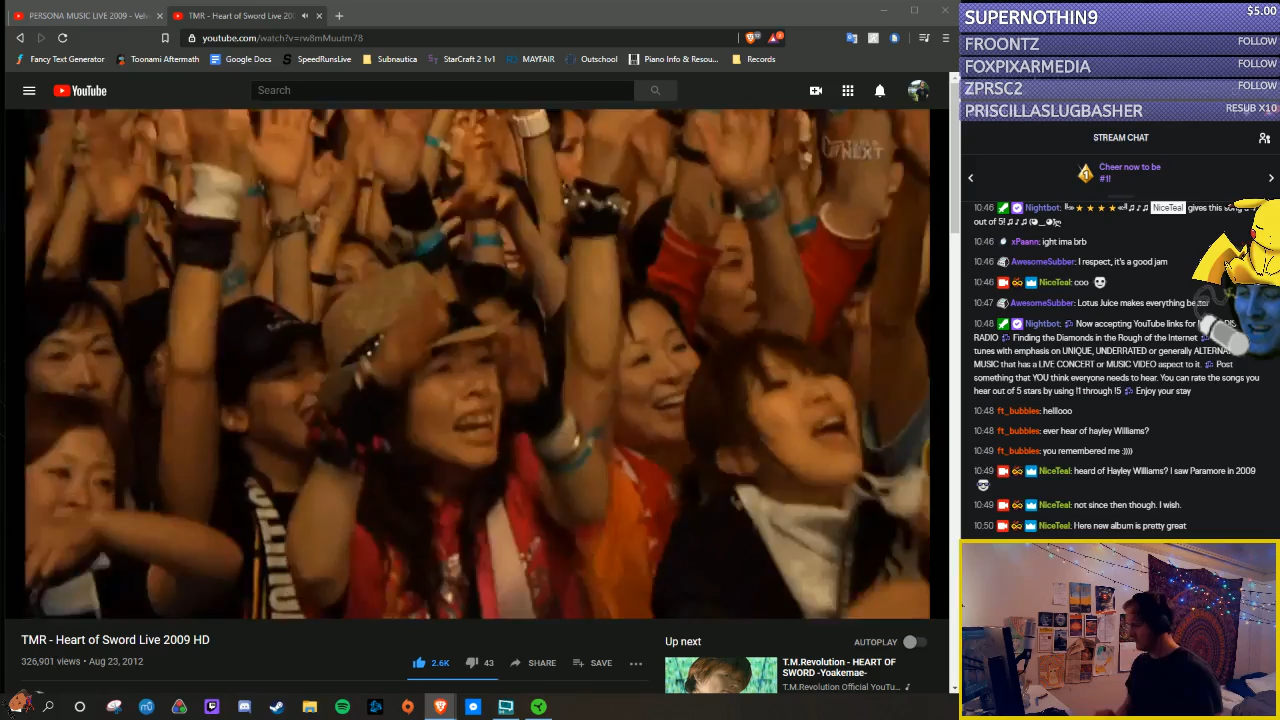 PERSONA MUSIC LIVE 2009 - Velv
TMR - Heart of Sword Live 200
youtube.com/watch?v=rw8mMuutm78
Fancy Text Generator
Toonami Aftermath
Google Docs
SpeedRunsLive
Subnautica
StarCraft 2 1v1
MAYFAIR
Outschool
Piano Info & Resou...
Records
YouTube
Search
NEXT
TMR - Heart of Sword Live 2009 HD
326,901 views • Aug 23, 2012
2.6K
43
SHARE
SAVE
Up next
AUTOPLAY
T.M.Revolution - HEART OF
SWORD -Yoakemae-
T.M.Revolution Official YouTu...
SUPERNOTHIN9 $5.00
FROONTZ FOLLOW
FOXPIXARMEDIA FOLLOW
ZPRSC2 FOLLOW
PRISCILLASLUGBASHER RESUB X10
STREAM CHAT
Cheer now to be
#1!
10:46 Nightbot: ★ ★ ★ ★ NiceTeal gives this song
out of 5!
10:46 xPaann: ight ima brb
10:46 AwesomeSubber: I respect, it's a good jam
10:46 NiceTeal: coo
10:47 AwesomeSubber: Lotus Juice makes everything
10:48 Nightbot: Now accepting YouTube links for
RADIO Finding the Diamonds in the Rough of the Internet
tunes with emphasis on UNIQUE, UNDERRATED or generally
MUSIC that has a LIVE CONCERT or MUSIC VIDEO aspect to it. Post
something that YOU think everyone needs to hear. You can rate the songs you
hear out of 5 stars by using !1 through !5 Enjoy your stay
10:48 ft_bubbles: helllooo
10:48 ft_bubbles: ever hear of hayley Williams?
10:49 ft_bubbles: you remembered me :))))
10:49 NiceTeal: heard of Hayley Williams? I saw Paramore in 2009
10:49 NiceTeal: not since then though. I wish.
10:50 NiceTeal: Here new album is pretty great